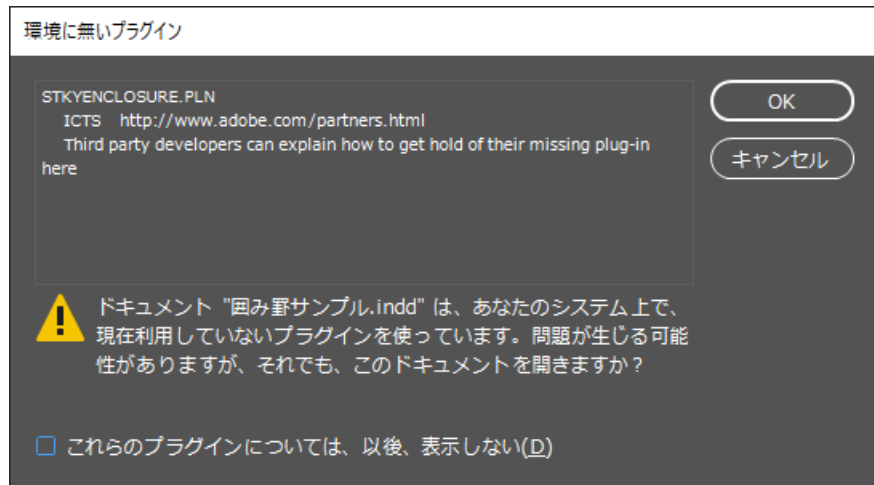 環境に無いプラグイン
STKYENCLOSURE.PLN
ICTS http://www.adobe.com/partners.html
Third party developers can explain how to get hold of their missing plug-in
here
OK
キャンセル
ドキュメント "囲み罫サンプル.indd" は、あなたのシステム上で、
現在利用していないプラグインを使っています。問題が生じる可能
性がありますが、それでも、このドキュメントを開きますか？
これらのプラグインについては、以後、表示しない(D)